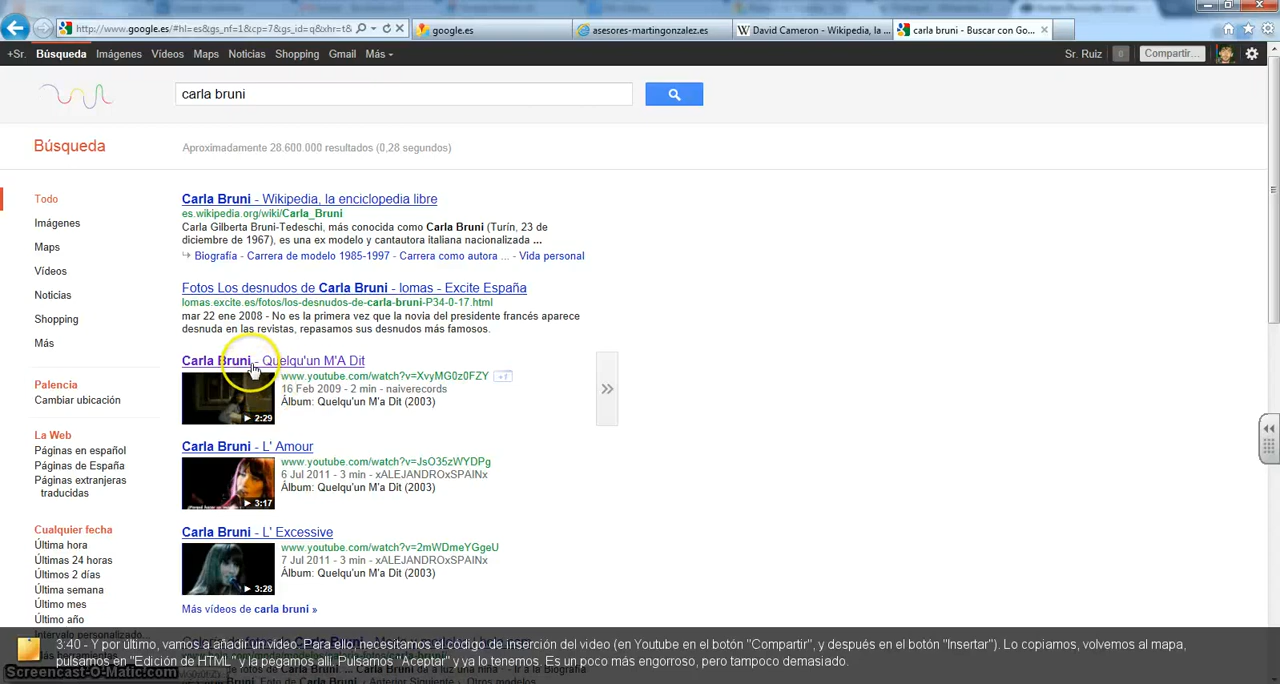 http://www.google.es/#hl=es&gs_nf=1&cp=7&gs_id=q&xhr=t&
google.es
asesores-martingonzalez.es
David Cameron - Wikipedia, la ...
carla bruni - Buscar con Go...
+Sr. Búsqueda Imágenes Vídeos Maps Noticias Shopping Gmail Más
Sr. Ruiz
Compartir...
carla bruni
Búsqueda
Aproximadamente 28.600.000 resultados (0,28 segundos)
Todo
Imágenes
Maps
Vídeos
Noticias
Shopping
Más
Palencia
Cambiar ubicación
La Web
Páginas en español
Páginas de España
Páginas extranjeras
traducidas
Cualquier fecha
Última hora
Últimas 24 horas
Últimos 2 días
Última semana
Último mes
Último año
Intervalo personalizado...
Carla Bruni - Wikipedia, la enciclopedia libre
es.wikipedia.org/wiki/Carla_Bruni
Carla Gilberta Bruni-Tedeschi, más conocida como Carla Bruni (Turín, 23 de
diciembre de 1967), es una ex modelo y cantautora italiana nacionalizada ...
Biografía - Carrera de modelo 1985-1997 - Carrera como autora ... - Vida personal
Fotos Los desnudos de Carla Bruni - lomas - Excite España
lomas.excite.es/fotos/los-desnudos-de-carla-bruni-P34-0-17.html
mar 22 ene 2008 - No es la primera vez que la novia del presidente francés aparece
desnuda en las revistas, repasamos sus desnudos más famosos.
Carla Bruni - Quelqu'un M'A Dit
www.youtube.com/watch?v=XvyMG0z0FZY +1
16 Feb 2009 - 2 min - naiverecords
Álbum: Quelqu'un M'a Dit (2003)
2:29
Carla Bruni - L' Amour
www.youtube.com/watch?v=JsO35zWYDPg
6 Jul 2011 - 3 min - xALEJANDROxSPAINx
Álbum: Quelqu'un M'a Dit (2003)
3:17
Carla Bruni - L' Excessive
www.youtube.com/watch?v=2mWDmeYGgeU
7 Jul 2011 - 3 min - xALEJANDROxSPAINx
Álbum: Quelqu'un M'a Dit (2003)
3:28
Más vídeos de carla bruni »
3:40 - Y por último, vamos a añadir un video. Para ello, necesitamos el código de inserción del video (en Youtube en el botón "Compartir", y después en el botón "Insertar"). Lo copiamos, volvemos al mapa,
pulsamos en "Edición de HTML" y la pegamos allí. Pulsamos "Aceptar" y ya lo tenemos. Es un poco más engorroso, pero tampoco demasiado.
Screencast-O-Matic.com